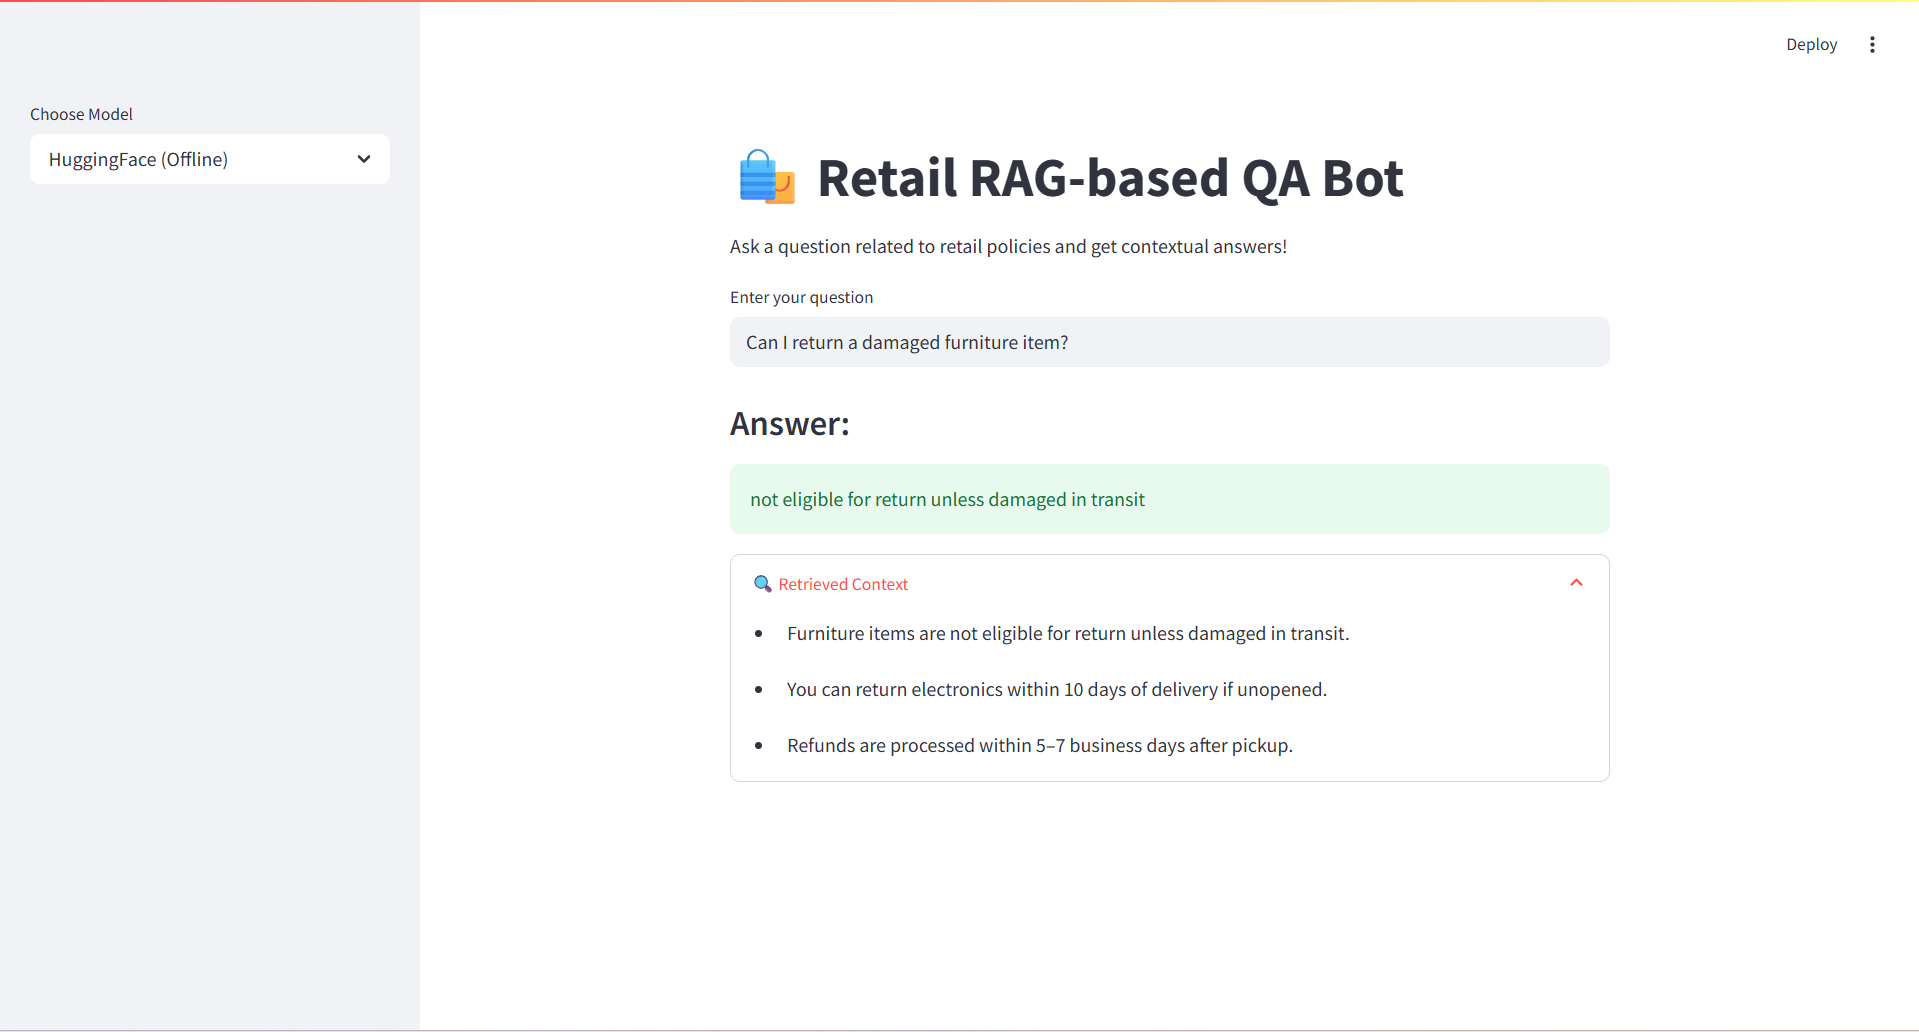 Deploy
Choose Model
HuggingFace (Offline)
Retail RAG-based QA Bot
Ask a question related to retail policies and get contextual answers!
Enter your question
Can I return a damaged furniture item?
Answer:
not eligible for return unless damaged in transit
Retrieved Context
Furniture items are not eligible for return unless damaged in transit.
You can return electronics within 10 days of delivery if unopened.
Refunds are processed within 5–7 business days after pickup.